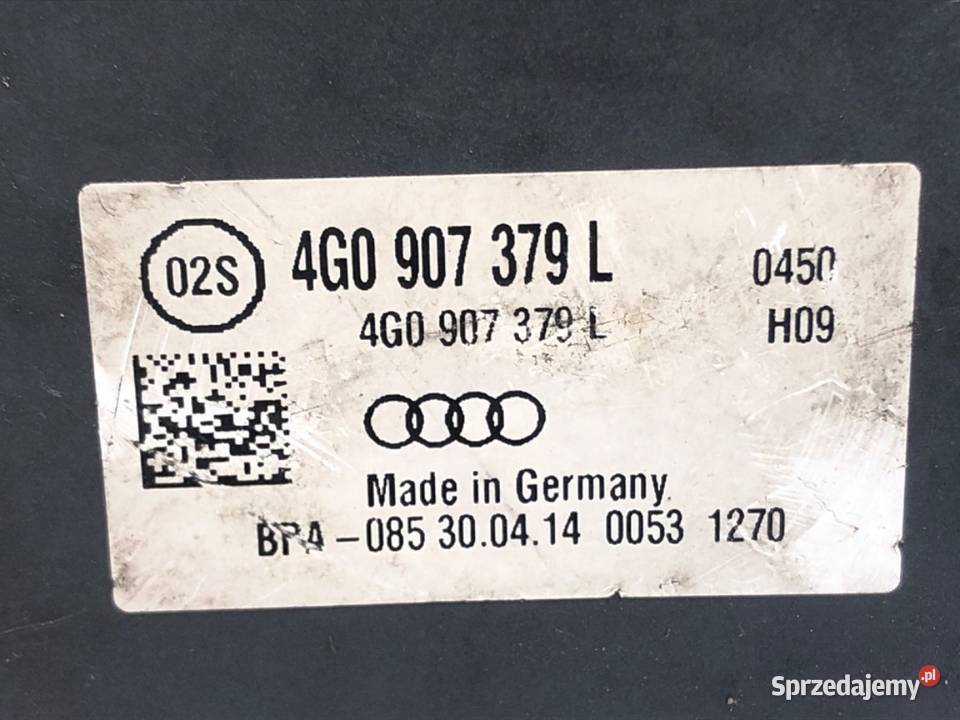 02S 4G0 907 379 L 0450
4G0 907 379 L H09
Made in Germany
-085 30.04.14 0053 1270
Sprzedajemy.pl